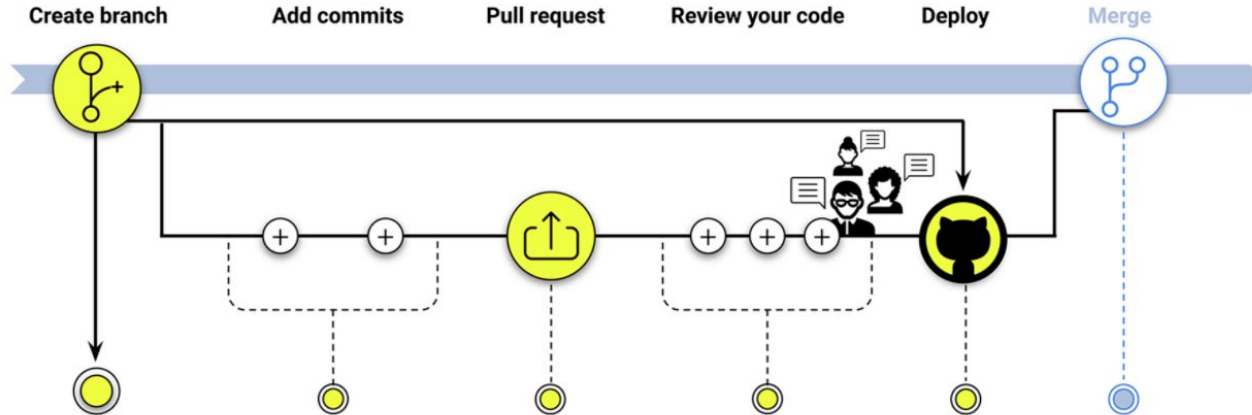 Create branch
Add commits
Pull request
Review your code
Deploy
Merge